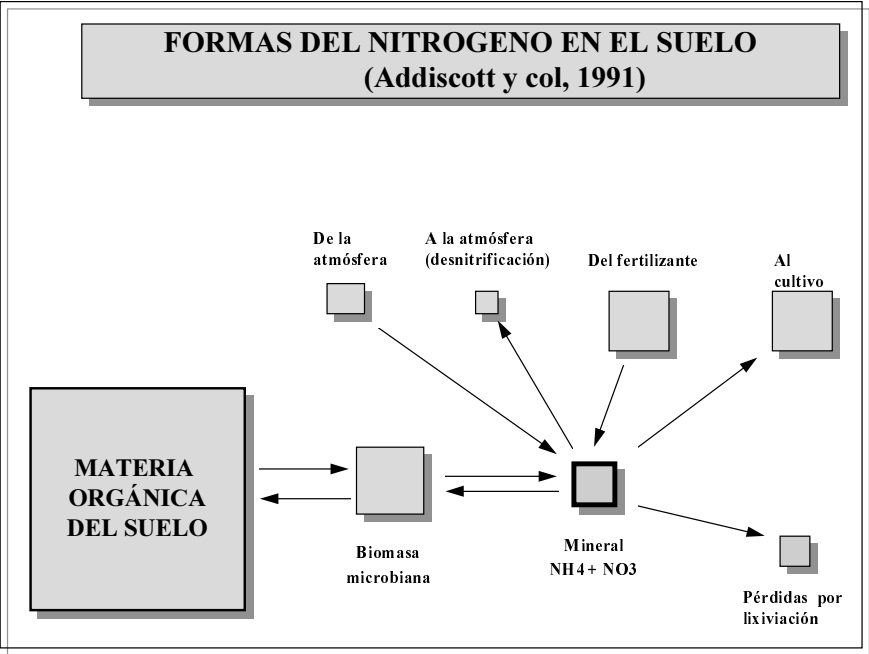 FORMAS DEL NITROGENO EN EL SUELO
(Addiscott y col, 1991)
De la
atmósfera
A la atmósfera
(desnitrificación)
Del fertilizante
Al
cultivo
MATERIA
ORGÁNICA
DEL SUELO
Biomasa
microbiana
Mineral
NH4 + NO3
Pérdidas por
lixiviación